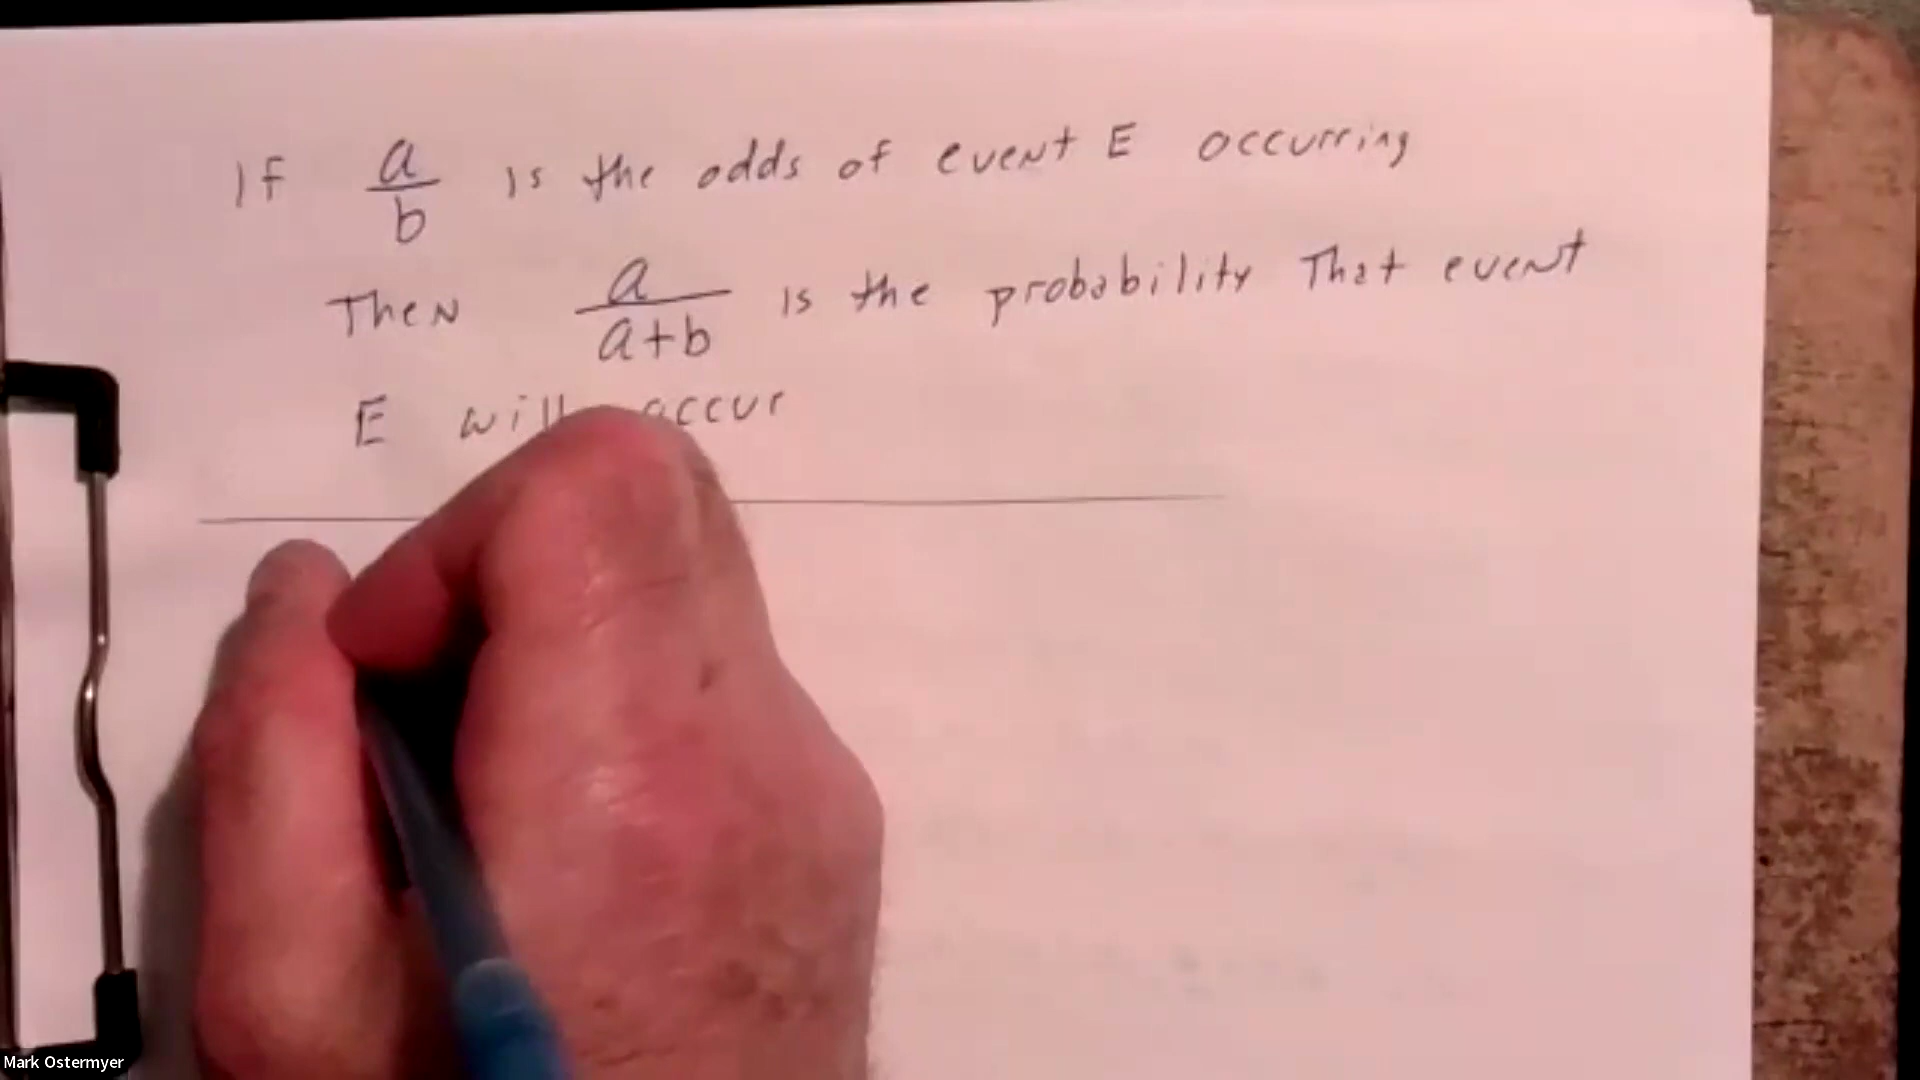 If a/b is the odds of event E occurring
Then a/a+b is the probability That event
E will occur
Mark Ostermyer